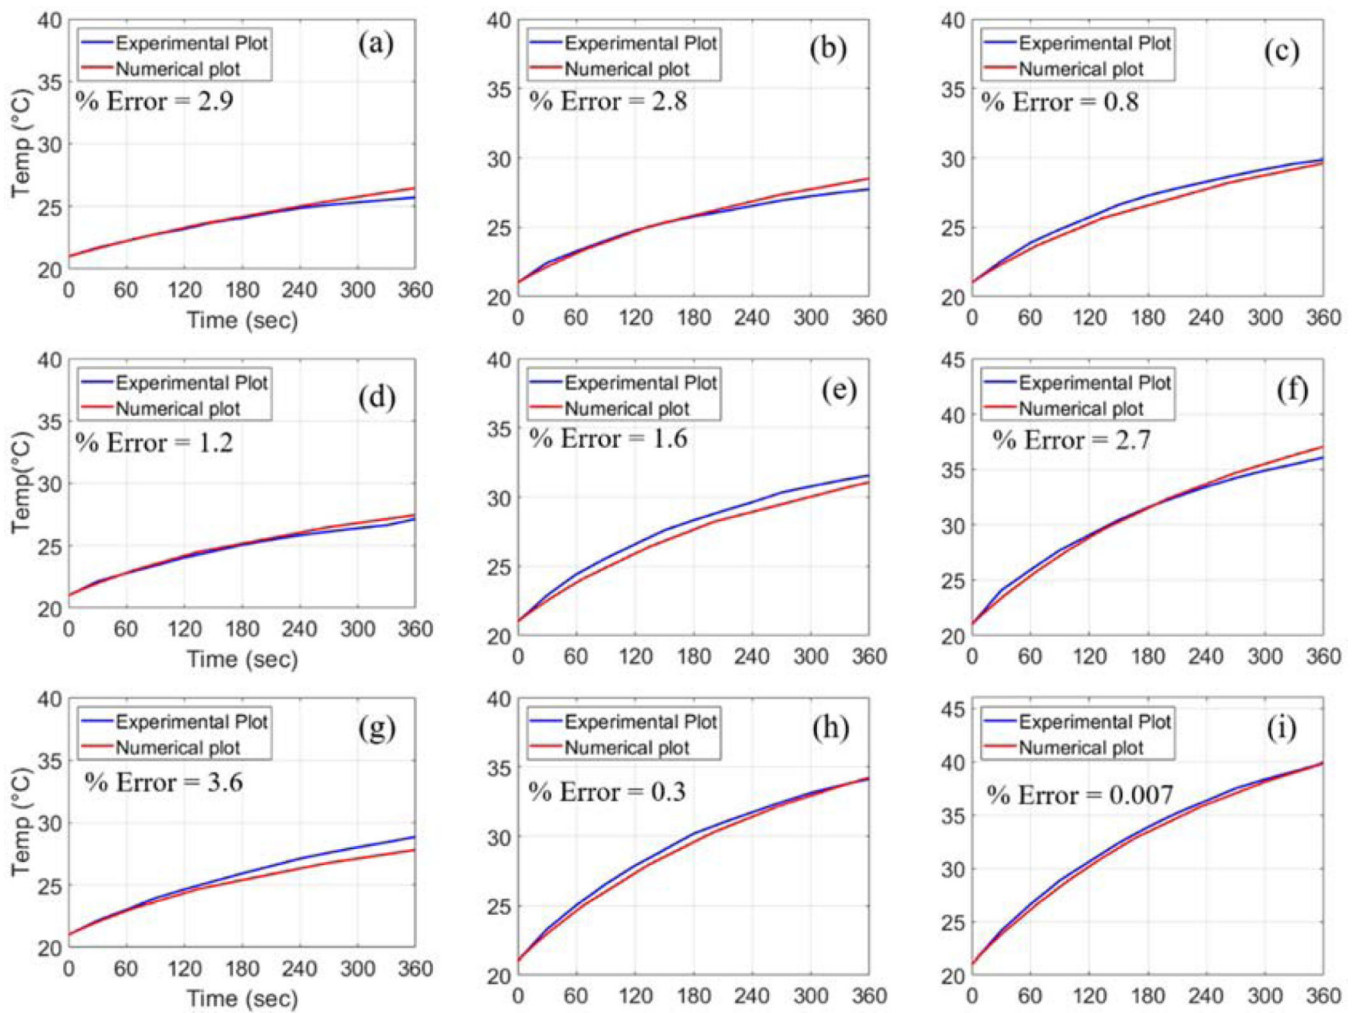 40
35
30
25
20
Temp (°C)
Experimental Plot
Numerical plot
(a)
% Error = 2.9
0 60 120 180 240 300 360
Time (sec)
40
35
30
25
20
Experimental Plot
Numerical plot
(b)
% Error = 2.8
0 60 120 180 240 300 360
40
35
30
25
20
Experimental Plot
Numerical plot
(c)
% Error = 0.8
0 60 120 180 240 300 360
40
35
30
25
20
Temp(°C)
Experimental Plot
Numerical plot
(d)
% Error = 1.2
0 60 120 180 240 300 360
Time (sec)
40
35
30
25
20
Experimental Plot
Numerical plot
(e)
% Error = 1.6
0 60 120 180 240 300 360
45
40
35
30
25
20
Experimental Plot
Numerical plot
(f)
% Error = 2.7
0 60 120 180 240 300 360
40
35
30
25
20
Temp (°C)
Experimental Plot
Numerical plot
(g)
% Error = 3.6
0 60 120 180 240 300 360
Time (sec)
40
35
30
25
20
Experimental Plot
Numerical plot
(h)
% Error = 0.3
0 60 120 180 240 300 360
45
40
35
30
25
20
Experimental Plot
Numerical plot
(i)
% Error = 0.007
0 60 120 180 240 300 360